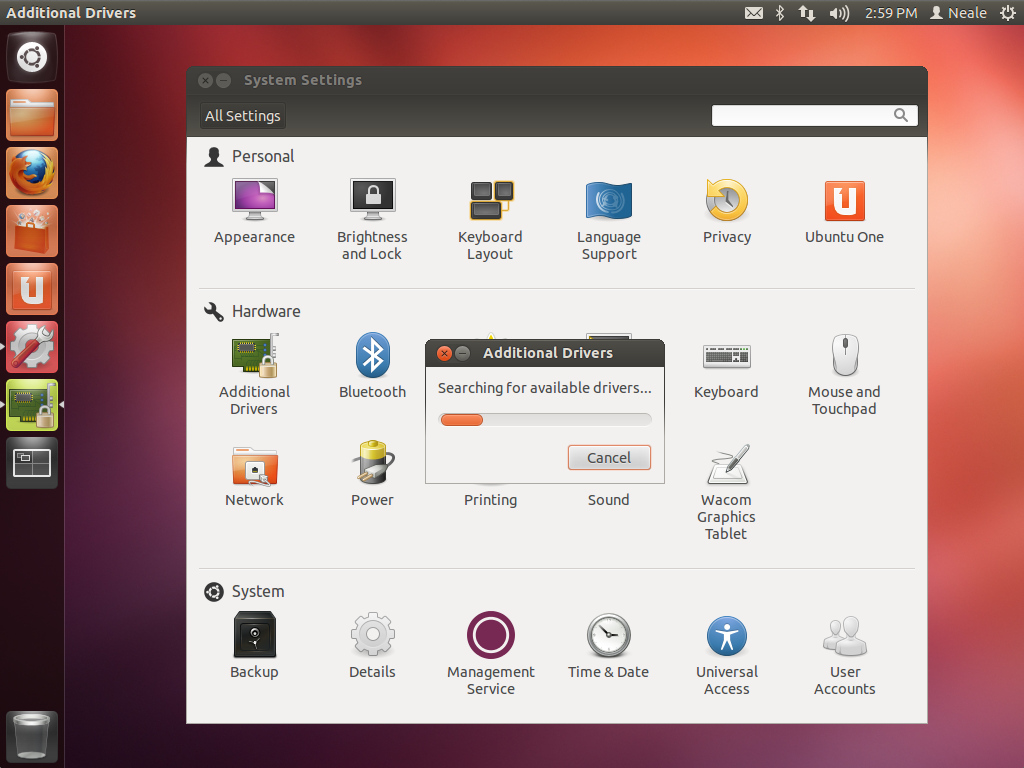 Additional Drivers
2:59 PM
Neale
System Settings
All Settings
Personal
Appearance
Brightness
and Lock
Keyboard
Layout
Language
Support
Privacy
Ubuntu One
Hardware
Additional
Drivers
Bluetooth
Additional Drivers
Searching for available drivers...
Cancel
Keyboard
Mouse and
Touchpad
Network
Power
Printing
Sound
Wacom
Graphics
Tablet
System
Backup
Details
Management
Service
Time & Date
Universal
Access
User
Accounts